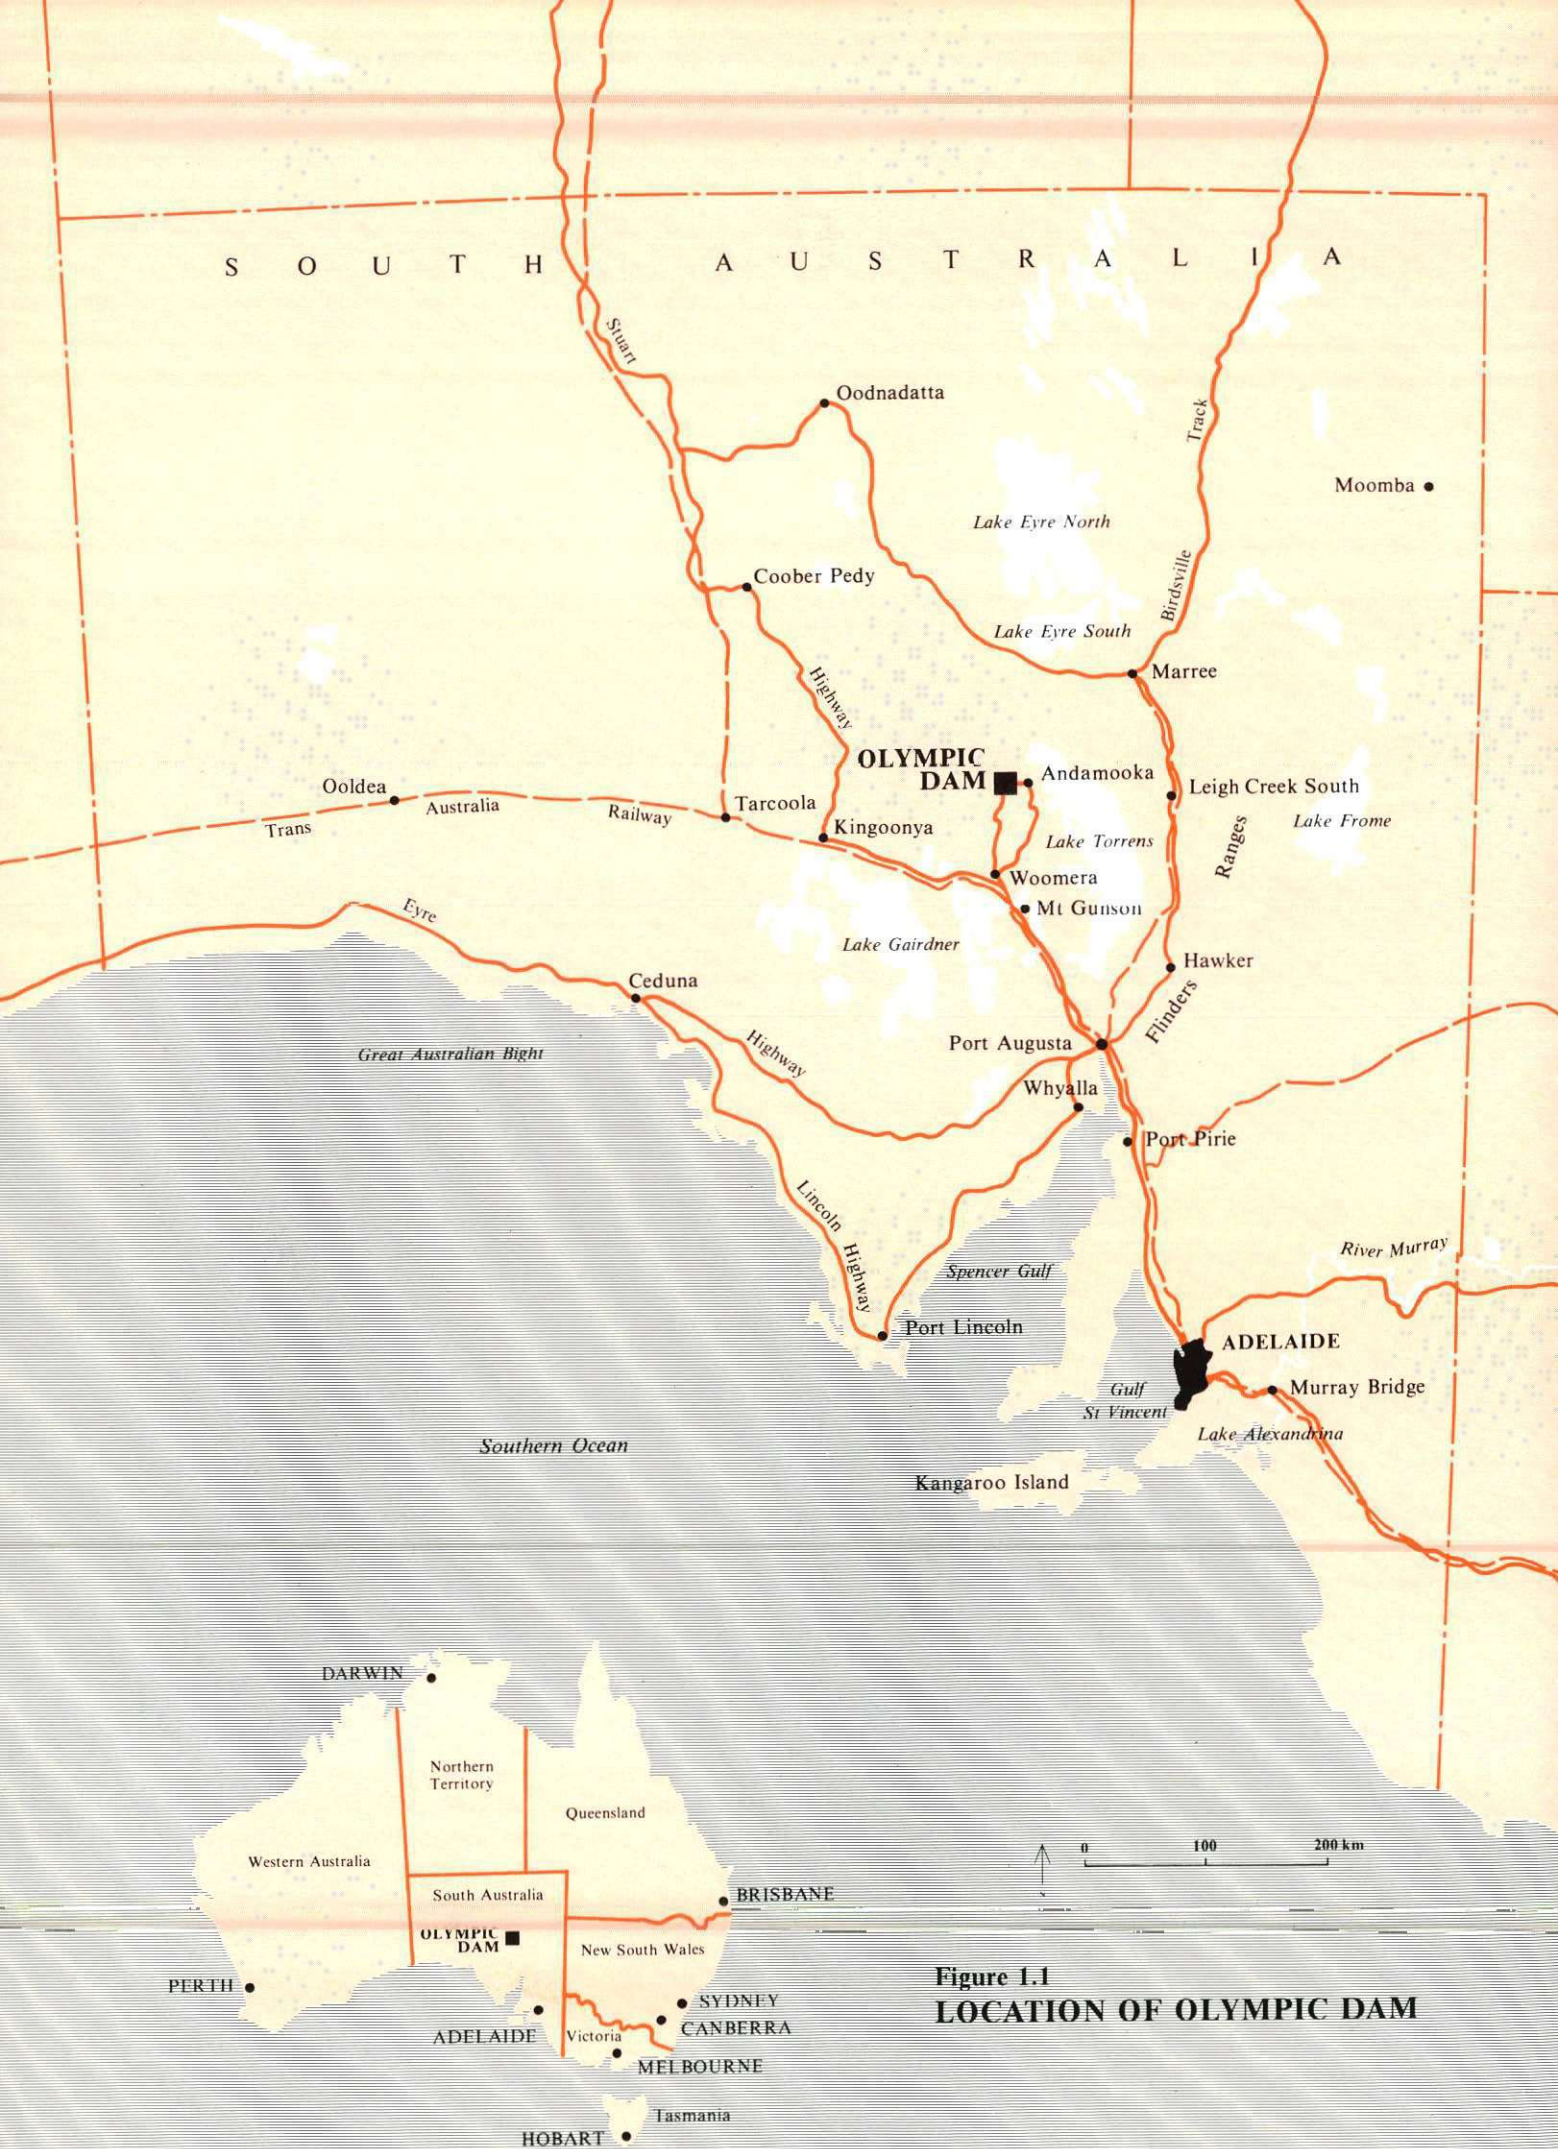 SOUTH AUSTRALIA
Stuart
Oodnadatta
Track
Moomba
Lake Eyre North
Birdsville
Coober Pedy
Lake Eyre South
Marree
Highway
OLYMPIC
DAM
Andamooka
Leigh Creek South
Ooldea
Trans
Australia
Railway
Tarcoola
Kingoonya
Lake Torrens
Ranges
Lake Frome
Woomera
Mt Gunson
Eyre
Lake Gairdner
Hawker
Ceduna
Flinders
Great Australian Bight
Highway
Port Augusta
Whyalla
Port Pirie
Lincoln
Highway
River Murray
Spencer Gulf
Port Lincoln
ADELAIDE
Gulf
St Vincent
Murray Bridge
Lake Alexandrina
Southern Ocean
Kangaroo Island
DARWIN
Northern
Territory
Queensland
Western Australia
South Australia
BRISBANE
OLYMPIC
DAM
New South Wales
PERTH
SYDNEY
CANBERRA
ADELAIDE
Victoria
MELBOURNE
Tasmania
HOBART
0 100 200 km
Figure 1.1
LOCATION OF OLYMPIC DAM